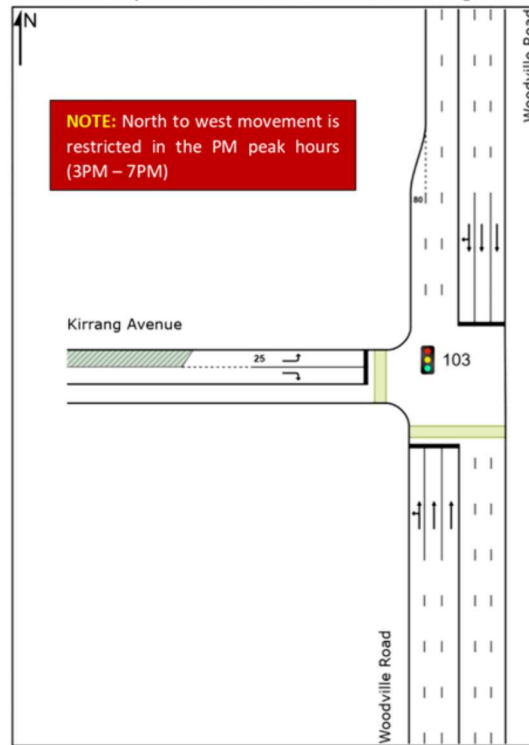 N
Woodville Road
NOTE: North to west movement is
restricted in the PM peak hours
(3PM – 7PM)
80
Kirrang Avenue
25
103
Woodville Road